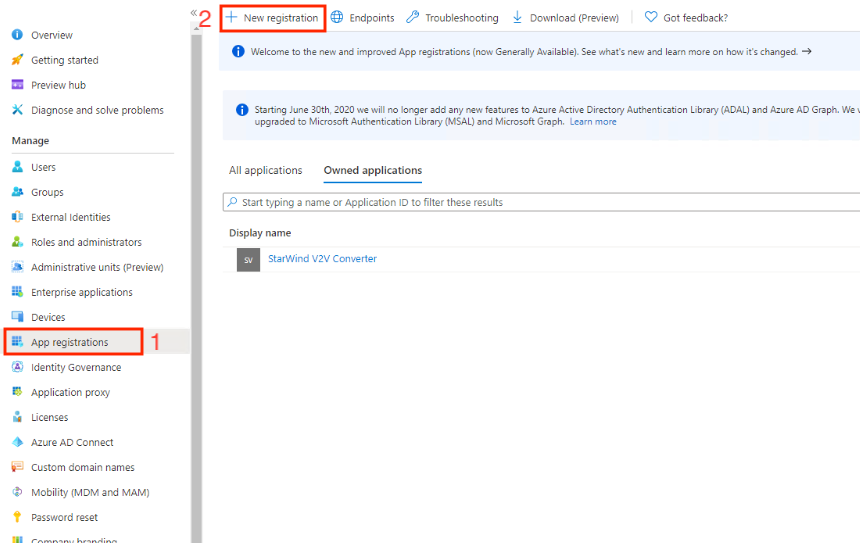 «
2
New registration
Endpoints
Troubleshooting
Download (Preview)
Got feedback?
Welcome to the new and improved App registrations (now Generally Available). See what's new and learn more on how it's changed. →
Starting June 30th, 2020 we will no longer add any new features to Azure Active Directory Authentication Library (ADAL) and Azure AD Graph. We
upgraded to Microsoft Authentication Library (MSAL) and Microsoft Graph. Learn more
All applications
Owned applications
Start typing a name or Application ID to filter these results
Display name
SV
StarWind V2V Converter
Overview
Getting started
Preview hub
Diagnose and solve problems
Manage
Users
Groups
External Identities
Roles and administrators
Administrative units (Preview)
Enterprise applications
Devices
App registrations
1
Identity Governance
Application proxy
Licenses
Azure AD Connect
Custom domain names
Mobility (MDM and MAM)
Password reset
Company branding